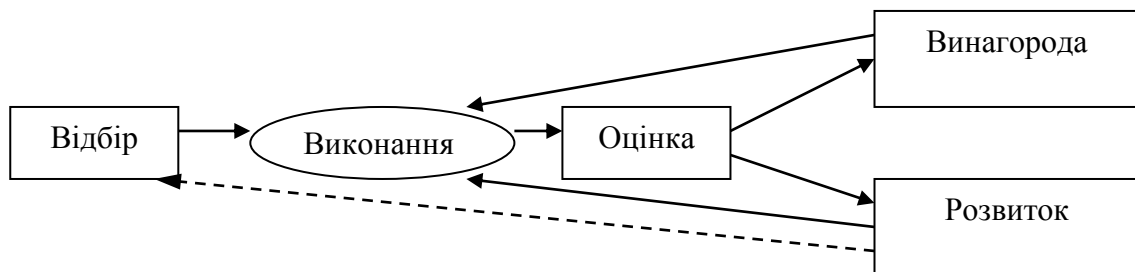 Винагорода
Відбір
Виконання
Оцінка
Розвиток